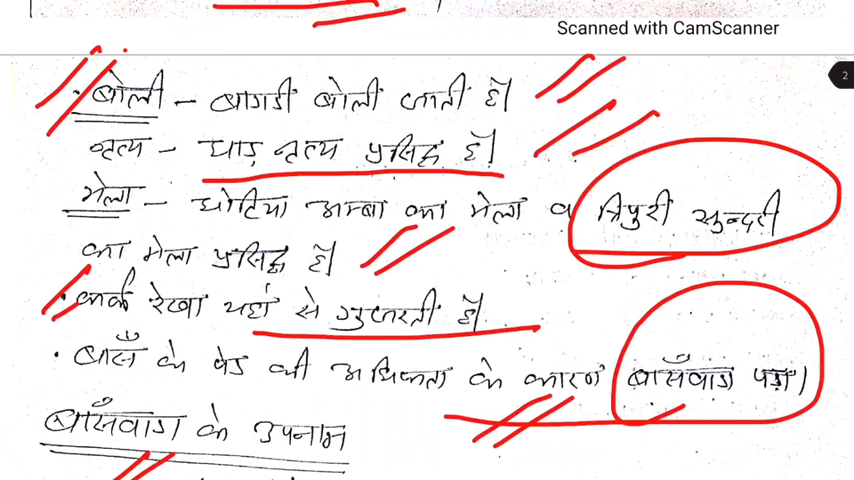 Scanned with CamScanner
2
· बोली - बागडी बोली जाती है।
नृत्य - घाड़ नृत्य प्रसिद्ध है।
मेला - घोटिया अम्बा का मेला व त्रिपुरी सुन्दरी
का मेला प्रसिद्ध है।
· कर्क रेखा यहां से गुजरती है।
· बाँस के पेड की अधिकता के कारण बाँसवाडा पड़ा।
बाँसवाडा के उपनाम